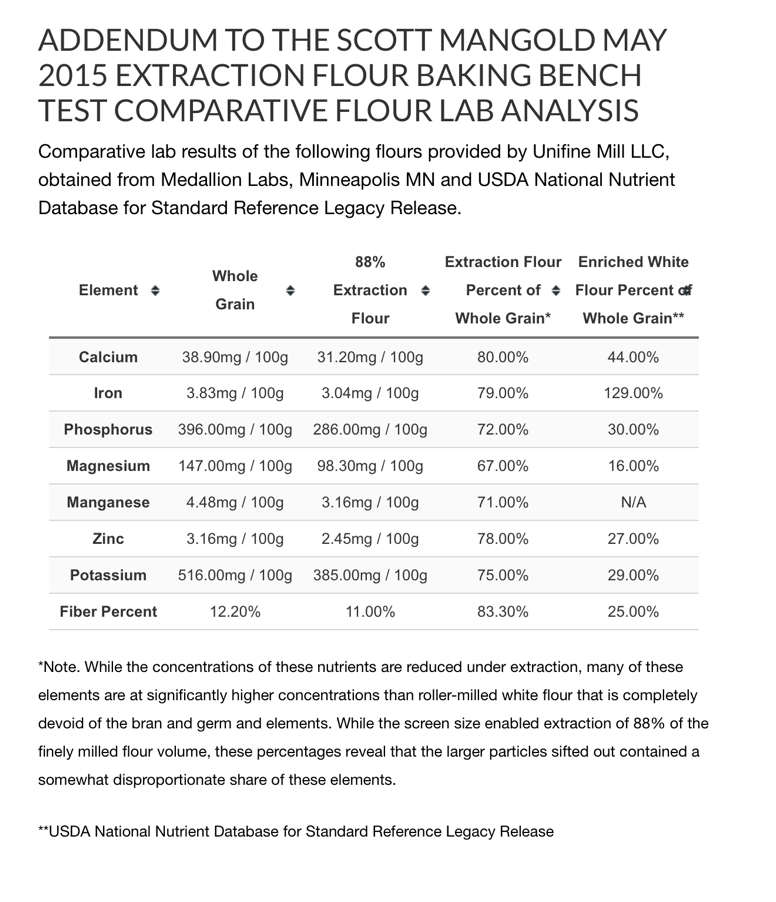 ADDENDUM TO THE SCOTT MANGOLD MAY
2015 EXTRACTION FLOUR BAKING BENCH
TEST COMPARATIVE FLOUR LAB ANALYSIS
Comparative lab results of the following flours provided by Unifine Mill LLC,
obtained from Medallion Labs, Minneapolis MN and USDA National Nutrient
Database for Standard Reference Legacy Release.
Element Whole Grain 88% Extraction Flour Extraction Flour Percent of Whole Grain* Enriched White Flour Percent of Whole Grain**
Calcium 38.90mg / 100g 31.20mg / 100g 80.00% 44.00%
Iron 3.83mg / 100g 3.04mg / 100g 79.00% 129.00%
Phosphorus 396.00mg / 100g 286.00mg / 100g 72.00% 30.00%
Magnesium 147.00mg / 100g 98.30mg / 100g 67.00% 16.00%
Manganese 4.48mg / 100g 3.16mg / 100g 71.00% N/A
Zinc 3.16mg / 100g 2.45mg / 100g 78.00% 27.00%
Potassium 516.00mg / 100g 385.00mg / 100g 75.00% 29.00%
Fiber Percent 12.20% 11.00% 83.30% 25.00%
*Note. While the concentrations of these nutrients are reduced under extraction, many of these
elements are at significantly higher concentrations than roller-milled white flour that is completely
devoid of the bran and germ and elements. While the screen size enabled extraction of 88% of the
finely milled flour volume, these percentages reveal that the larger particles sifted out contained a
somewhat disproportionate share of these elements.
**USDA National Nutrient Database for Standard Reference Legacy Release